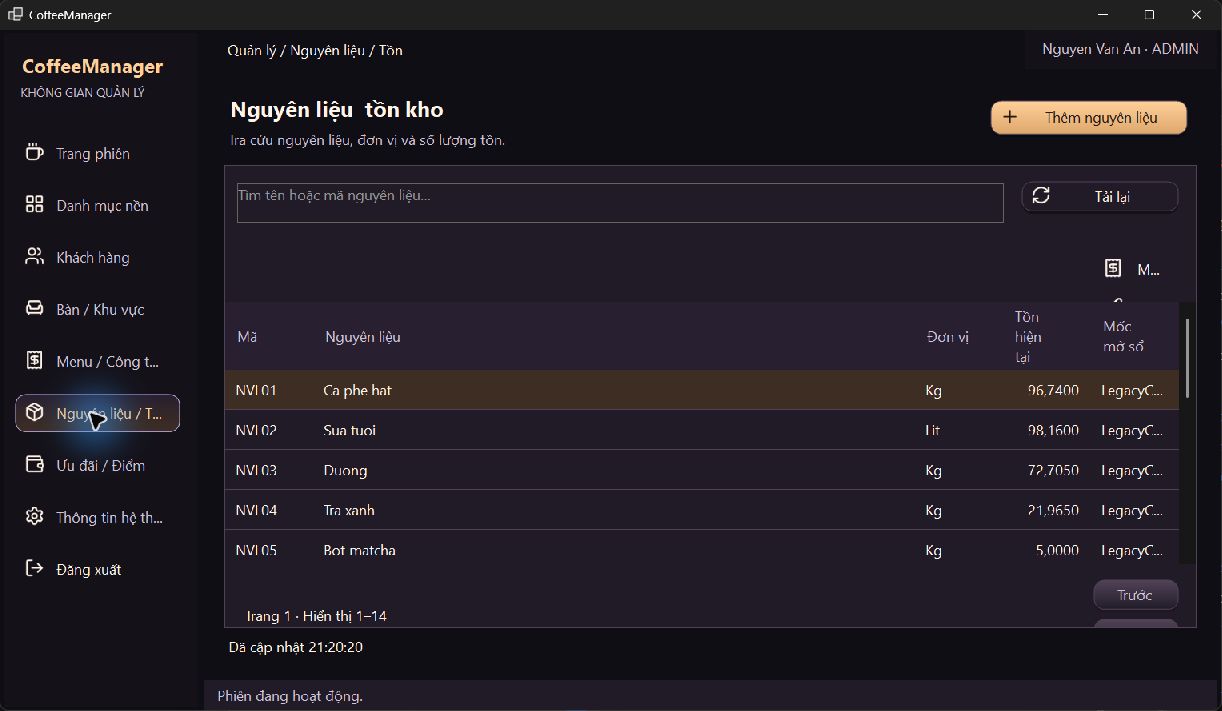 CoffeeManager
CoffeeManager
KHÔNG GIAN QUẢN LÝ
Trang phiên
Danh mục nền
Khách hàng
Bàn / Khu vực
Menu / Công t...
Nguyên liệu / T...
Ưu đãi / Điểm
Thông tin hệ th...
Đăng xuất
Quản lý / Nguyên liệu / Tồn
Nguyen Van An · ADMIN
Nguyên liệu tồn kho
Tra cứu nguyên liệu, đơn vị và số lượng tồn.
+ Thêm nguyên liệu
Tìm tên hoặc mã nguyên liệu...
Tải lại
M...
Mã Nguyên liệu Đơn vị Tồn hiện tại Mốc mở sổ
NVL01 Ca phe hat Kg 96,7400 LegacyC...
NVL02 Sua tuoi Lit 98,1600 LegacyC...
NVL03 Duong Kg 72,7050 LegacyC...
NVL04 Tra xanh Kg 21,9650 LegacyC...
NVL05 Bot matcha Kg 5,0000 LegacyC...
Trước
Trang 1 · Hiển thị 1–14
Đã cập nhật 21:20:20
Phiên đang hoạt động.